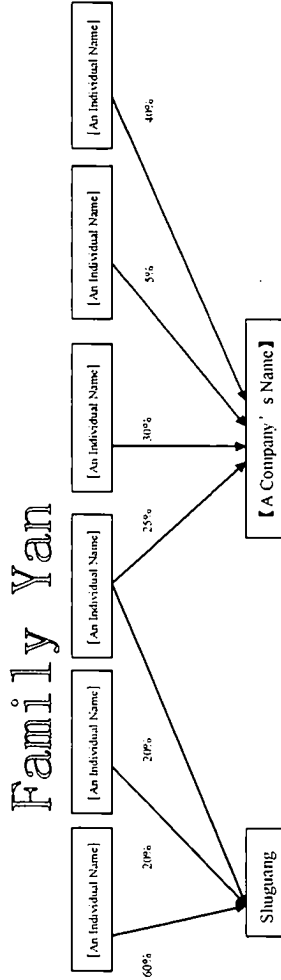 Family Yan
[An Individual Name]
[An Individual Name]
[An Individual Name]
[An Individual Name]
[An Individual Name]
[An Individual Name]
60%
20%
20%
25%
30%
5%
40%
Shuguang
【A Company's Name】